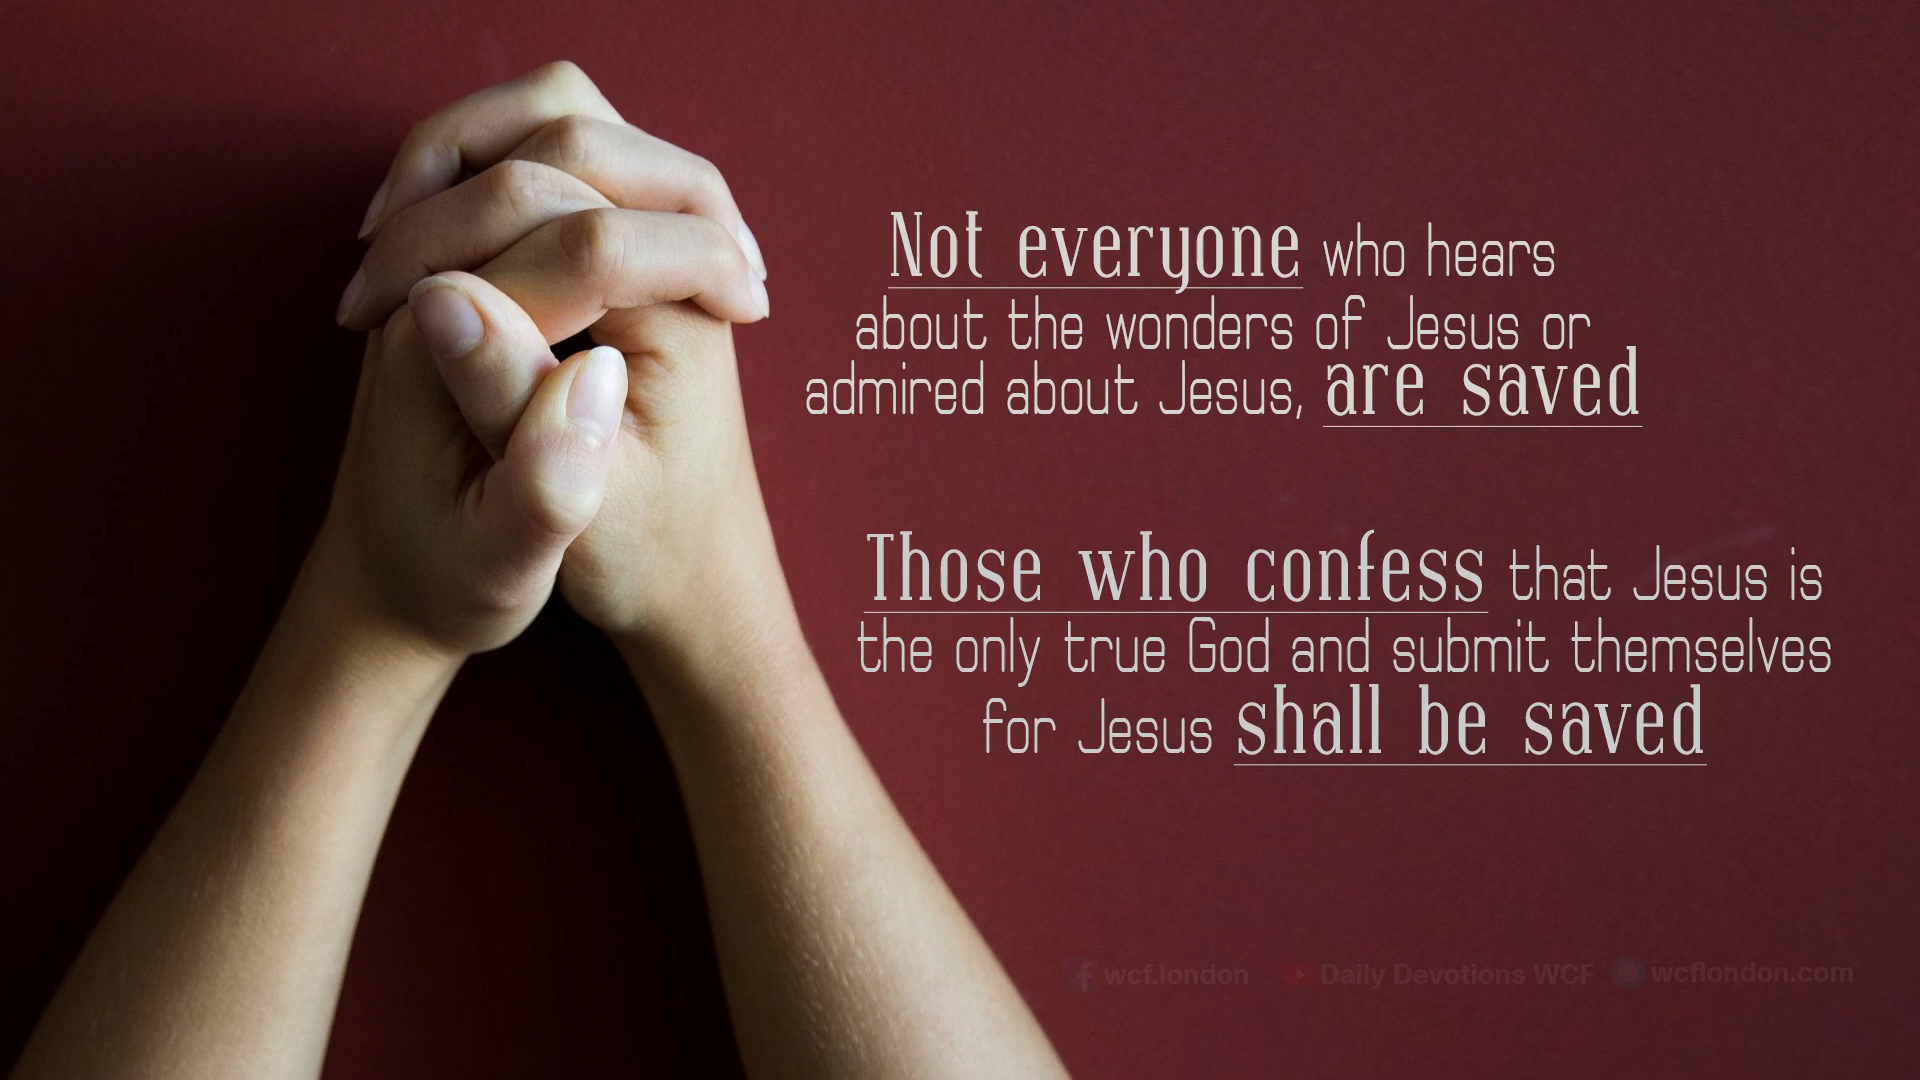 Not everyone who hears
about the wonders of Jesus or
admired about Jesus, are saved
Those who confess that Jesus is
the only true God and submit themselves
for Jesus shall be saved
wcf.london Daily Devotions WCF wcflondon.com